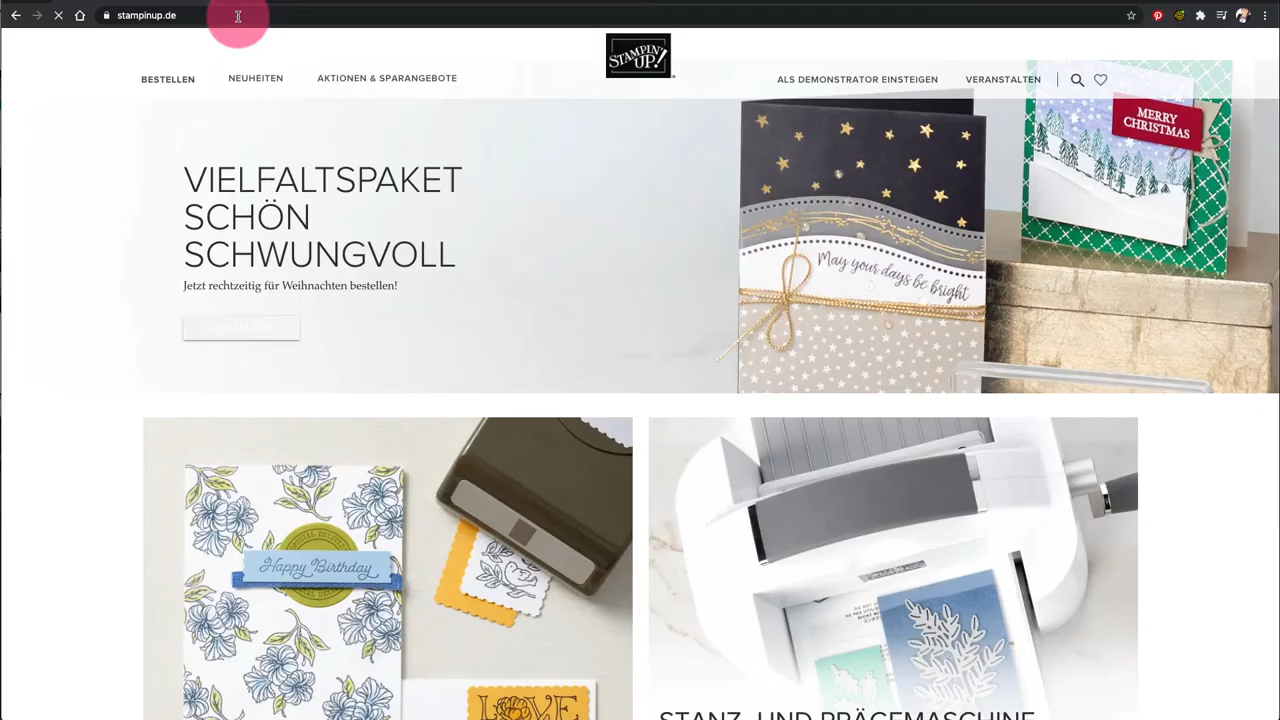 stampinup.de
STAMPIN' UP!
BESTELLEN
NEUHEITEN
AKTIONEN & SPARANGEBOTE
ALS DEMONSTRATOR EINSTEIGEN
VERANSTALTEN
MERRY
CHRISTMAS
VIELFALTSPAKET
SCHÖN
SCHWUNGVOLL
Jetzt rechtzeitig für Weihnachten bestellen!
May your days be bright
Happy Birthday
LOVE
STANZ- UND PRÄGEMASCHINE